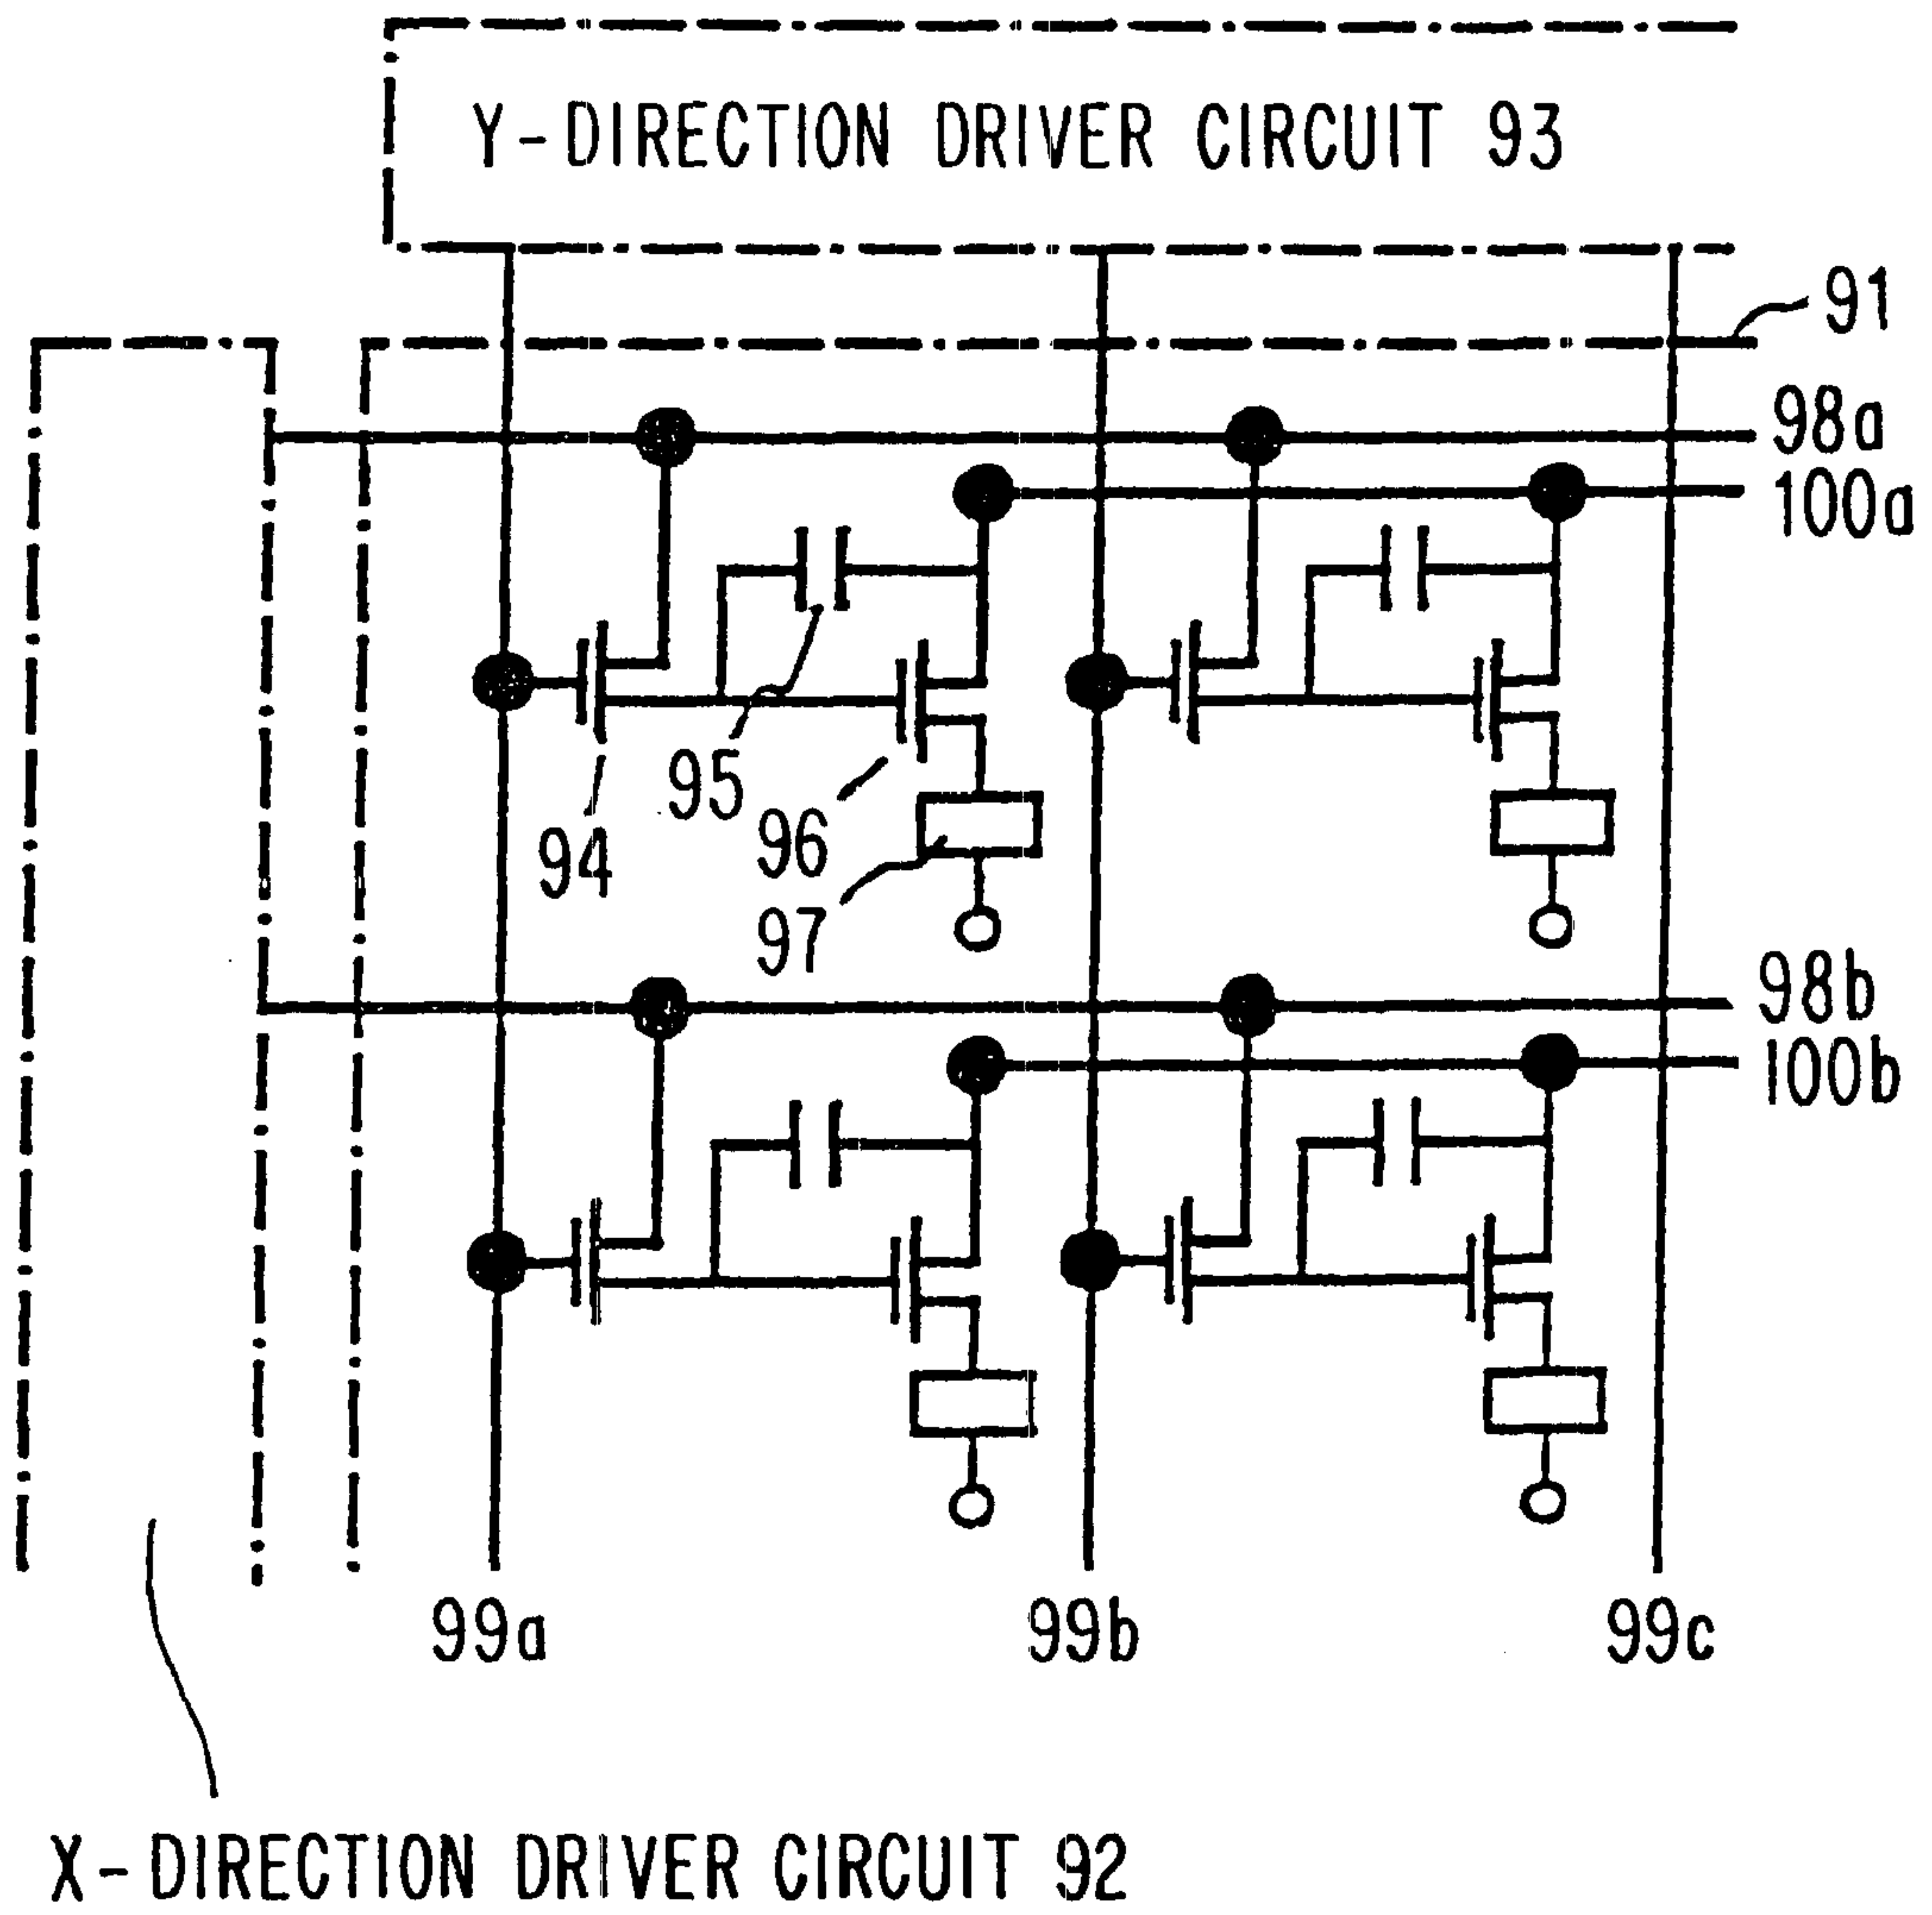 Y-DIRECTION DRIVER CIRCUIT 93
91
98a
100a
95
94
96
97
98b
100b
99a
99b
99c
X-DIRECTION DRIVER CIRCUIT 92